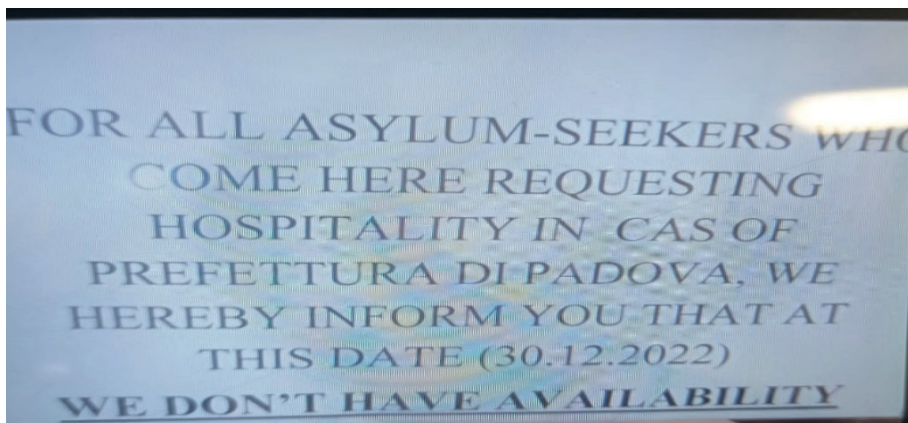 FOR ALL ASYLUM-SEEKERS WHO
COME HERE REQUESTING
HOSPITALITY IN CAS OF
PREFETTURA DI PADOVA, WE
HEREBY INFORM YOU THAT AT
THIS DATE (30.12.2022)
WE DON'T HAVE AVAILABILITY